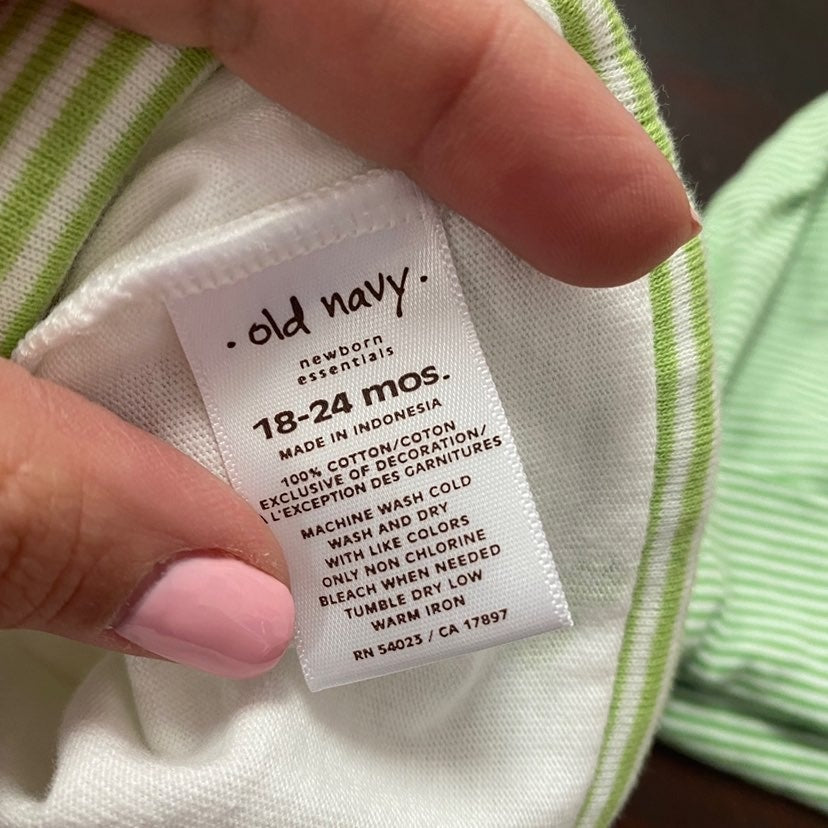 • old navy •
newborn
essentials
18-24 mos.
MADE IN INDONESIA
100% COTTON/COTON
EXCLUSIVE OF DECORATION/
À L'EXCEPTION DES GARNITURES
MACHINE WASH COLD
WASH AND DRY
WITH LIKE COLORS
ONLY NON CHLORINE
BLEACH WHEN NEEDED
TUMBLE DRY LOW
WARM IRON
RN 54023 / CA 17897